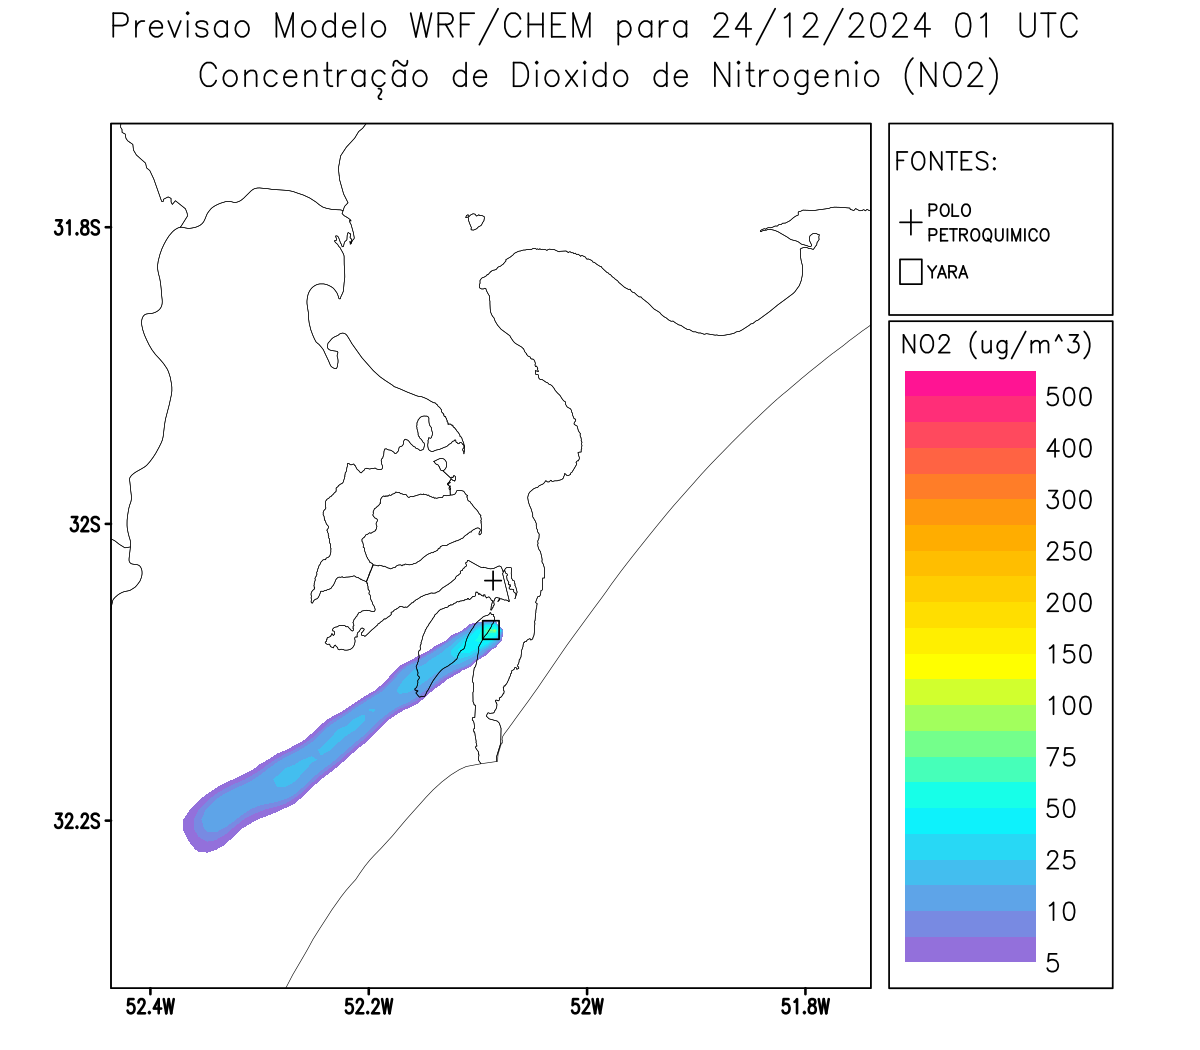 Previsao Modelo WRF/CHEM para 24/12/2024 01 UTC
Concentração de Dioxido de Nitrogenio (NO2)
FONTES:
POLO
PETROQUIMICO
YARA
31.8S
32S
32.2S
52.4W
52.2W
52W
51.8W
NO2 (ug/m^3)
500
400
300
250
200
150
100
75
50
25
10
5